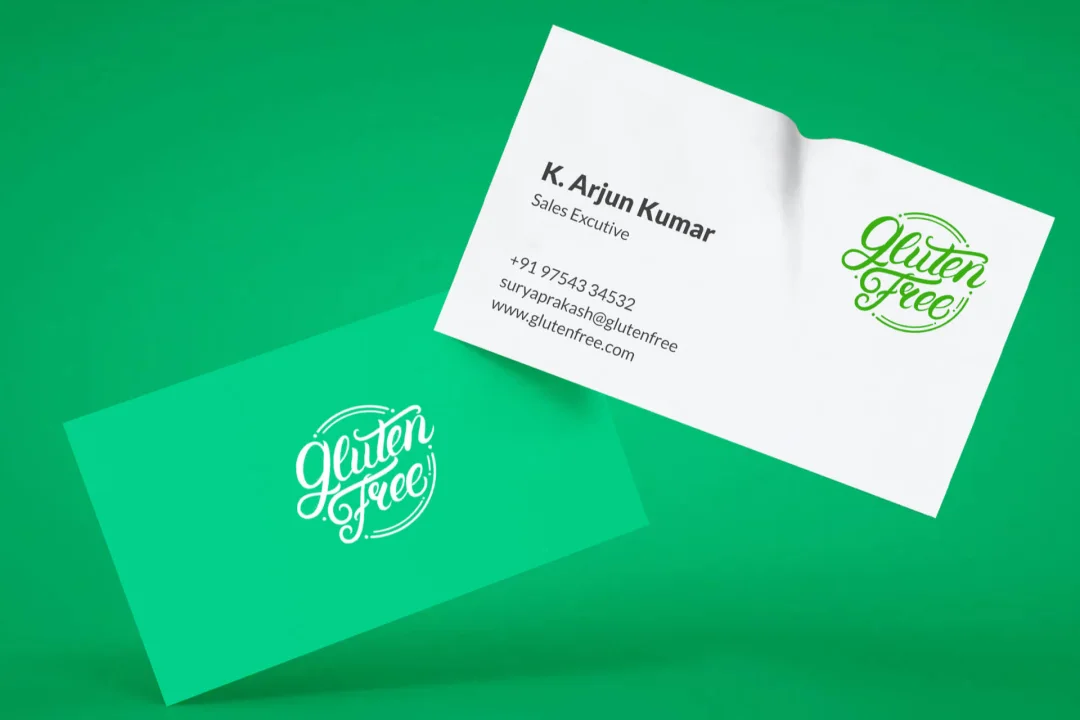 K. Arjun Kumar
Sales Excutive
+91 97543 34532
suryaprakash@glutenfree
www.glutenfree.com
gluten
Free
gluten
Free